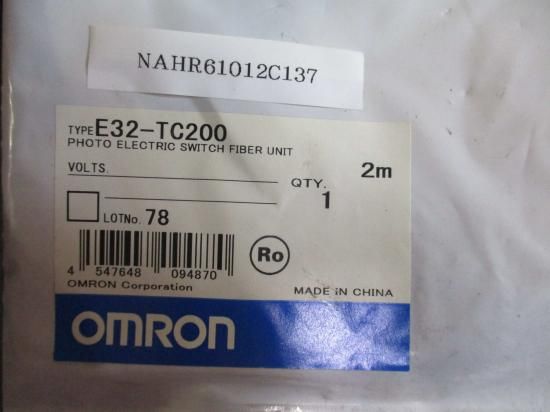 NAHR61012C137
TYPE E32-TC200
PHOTO ELECTRIC SWITCH FIBER UNIT
VOLTS. 2m
QTY. 1
LOTNo. 78
4 547648 094870
Ro
OMRON Corporation
MADE iN CHINA
OMRON